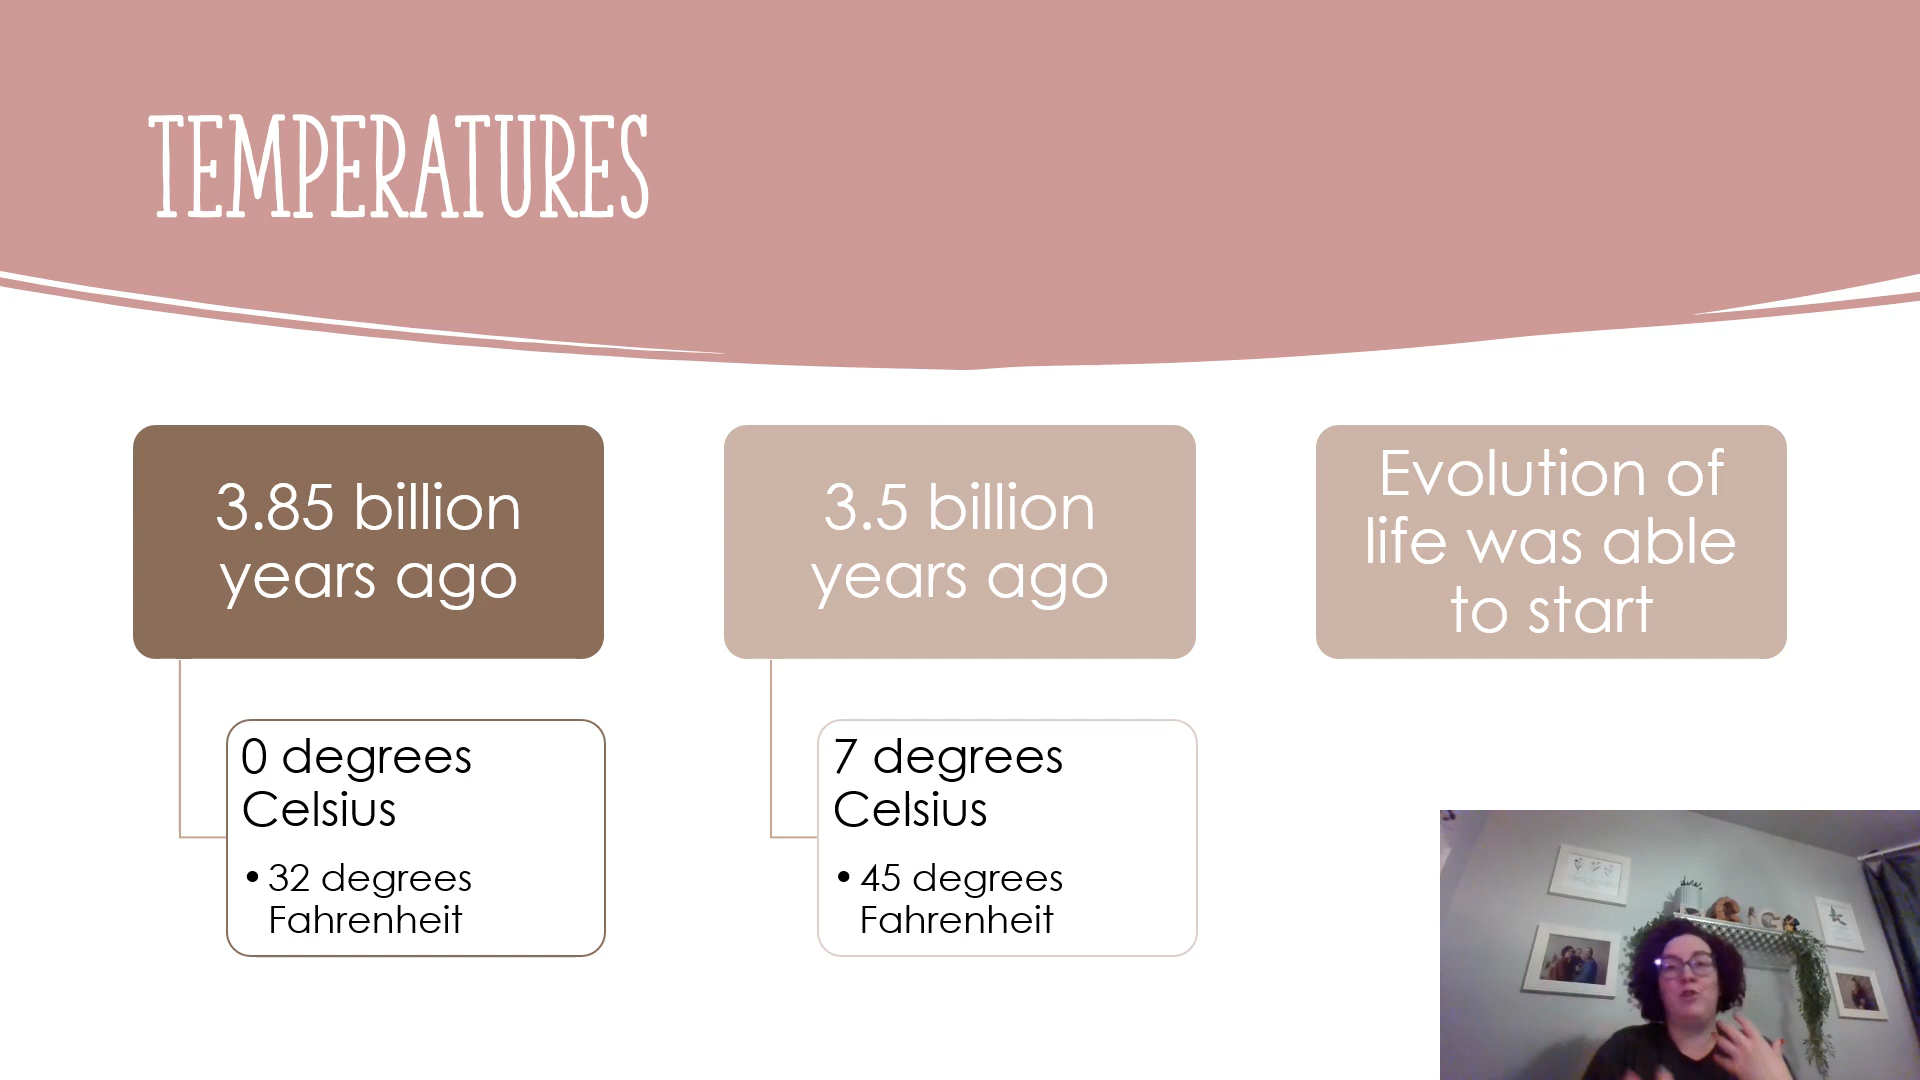 TEMPERATURES
3.85 billion
years ago
0 degrees
Celsius
• 32 degrees
Fahrenheit
3.5 billion
years ago
7 degrees
Celsius
• 45 degrees
Fahrenheit
Evolution of
life was able
to start